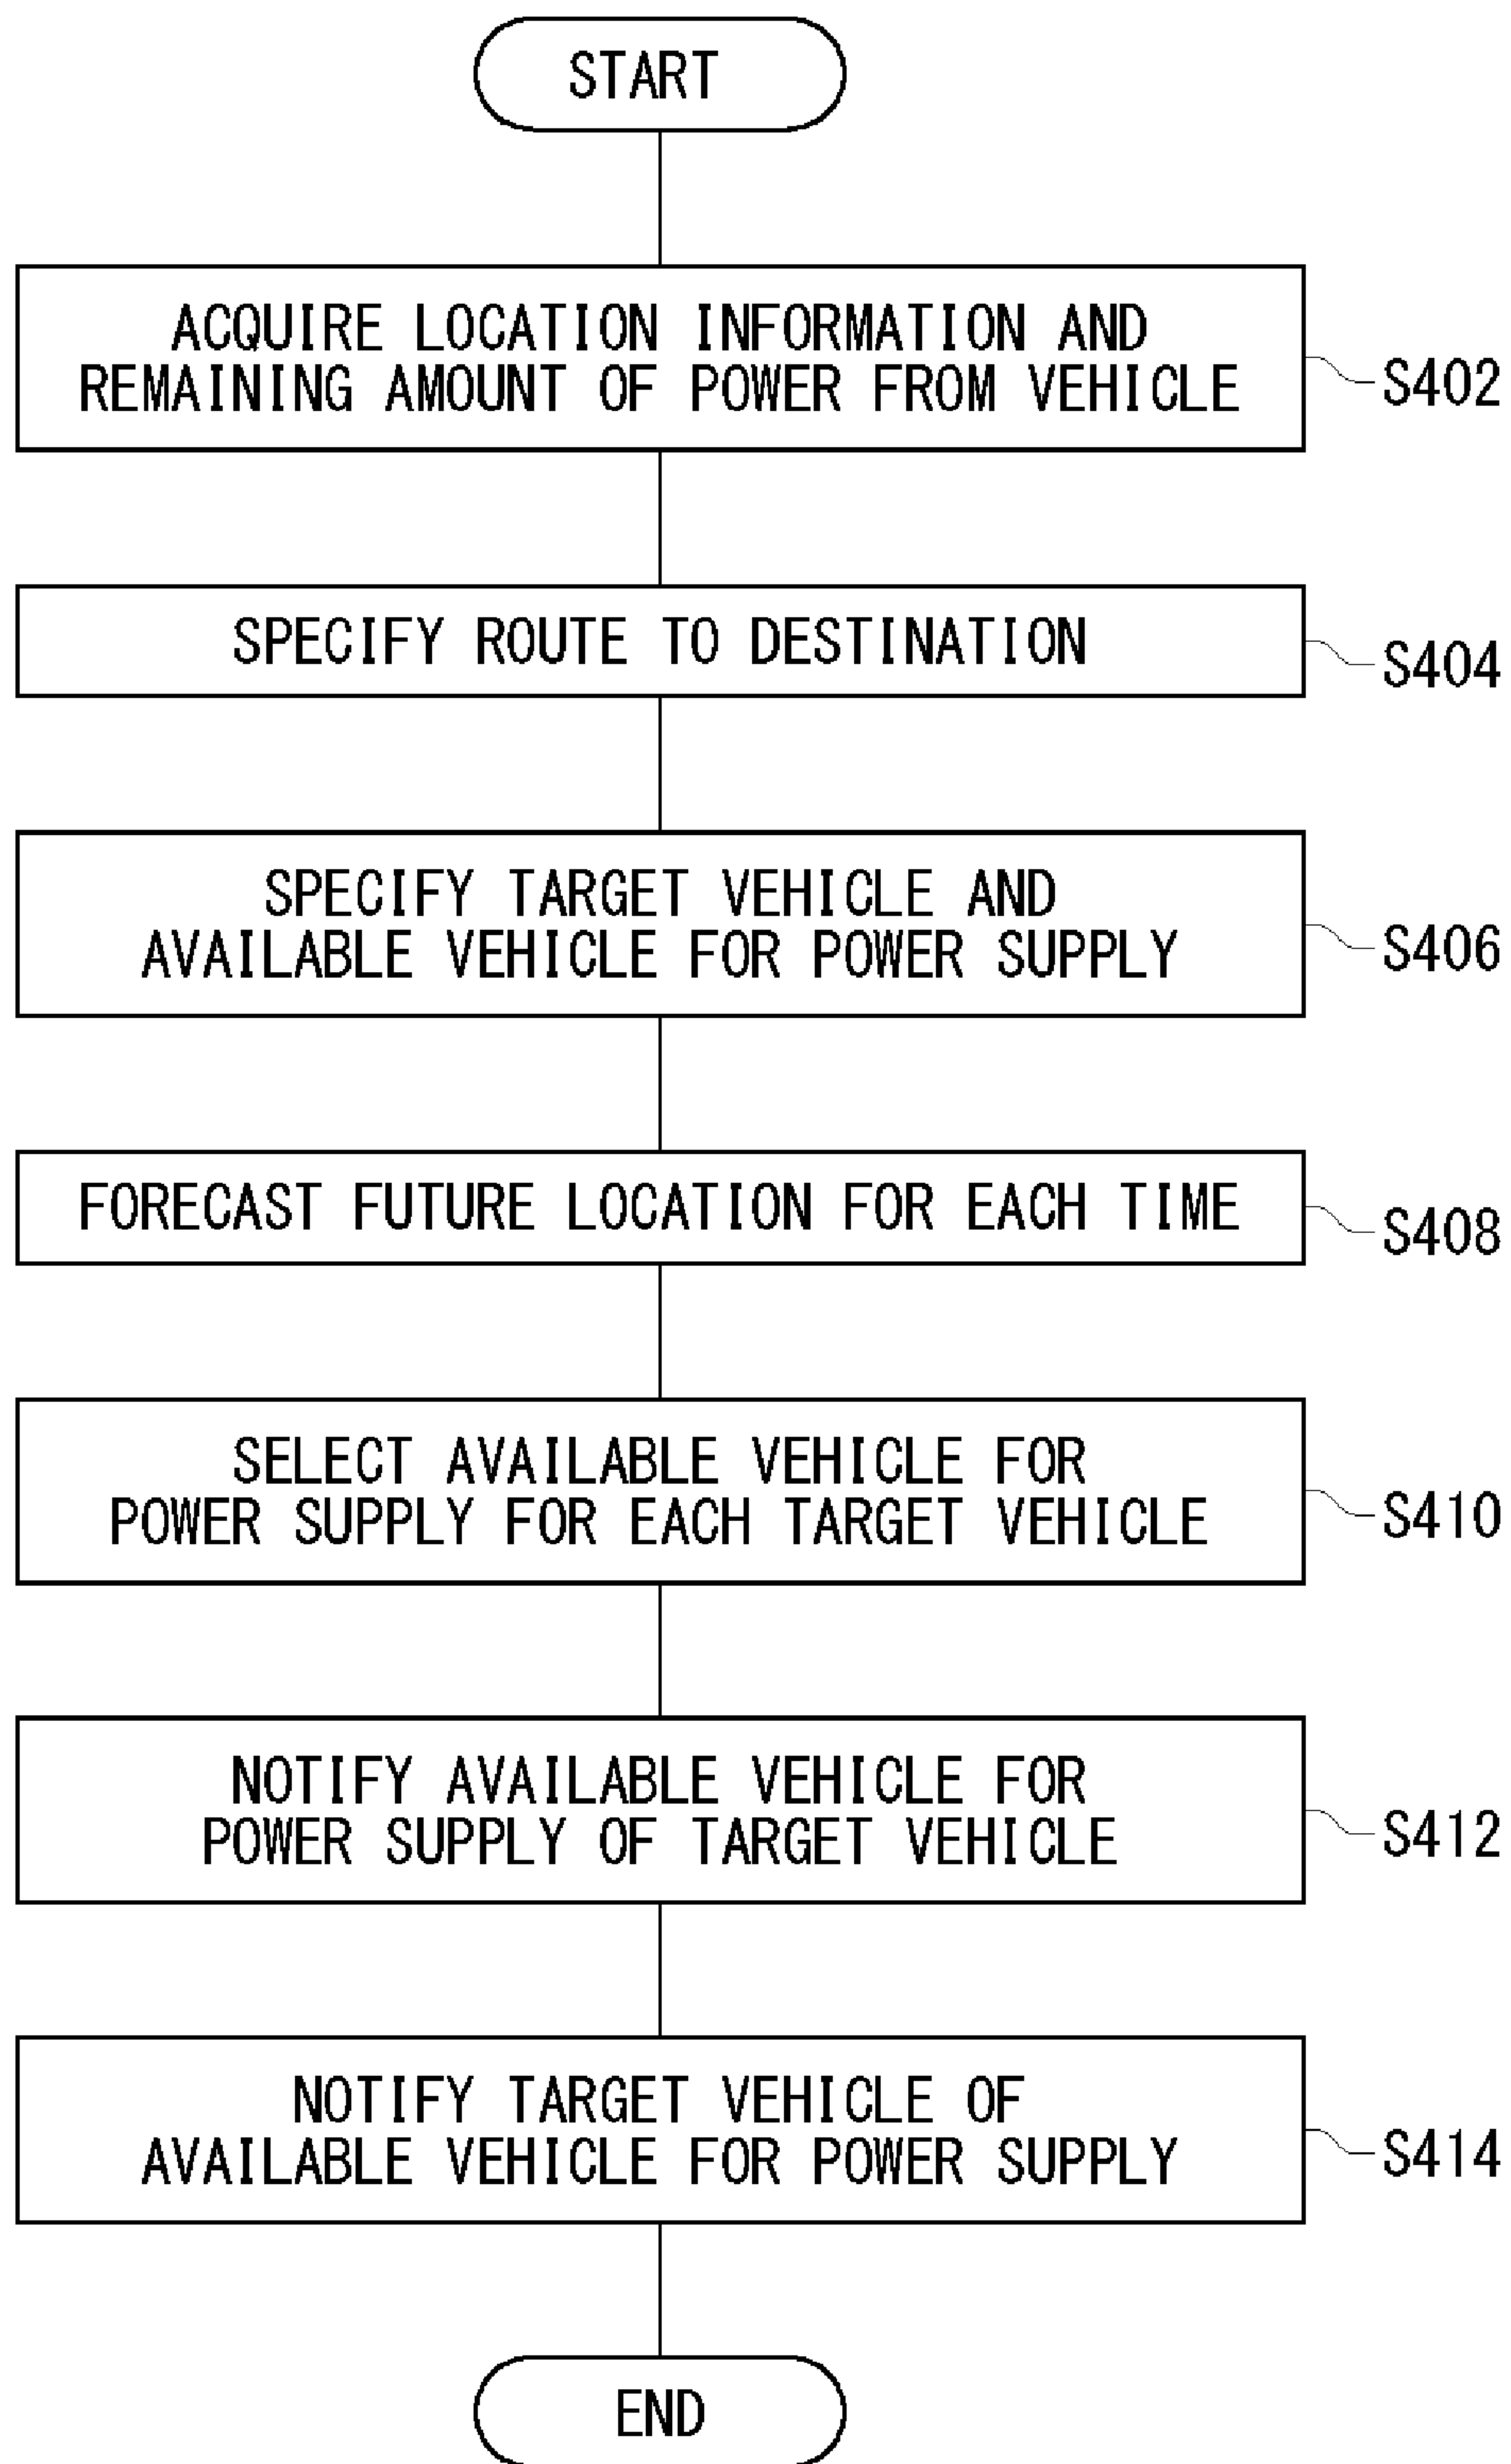 START
ACQUIRE LOCATION INFORMATION AND
REMAINING AMOUNT OF POWER FROM VEHICLE
S402
SPECIFY ROUTE TO DESTINATION
S404
SPECIFY TARGET VEHICLE AND
AVAILABLE VEHICLE FOR POWER SUPPLY
S406
FORECAST FUTURE LOCATION FOR EACH TIME
S408
SELECT AVAILABLE VEHICLE FOR
POWER SUPPLY FOR EACH TARGET VEHICLE
S410
NOTIFY AVAILABLE VEHICLE FOR
POWER SUPPLY OF TARGET VEHICLE
S412
NOTIFY TARGET VEHICLE OF
AVAILABLE VEHICLE FOR POWER SUPPLY
S414
END